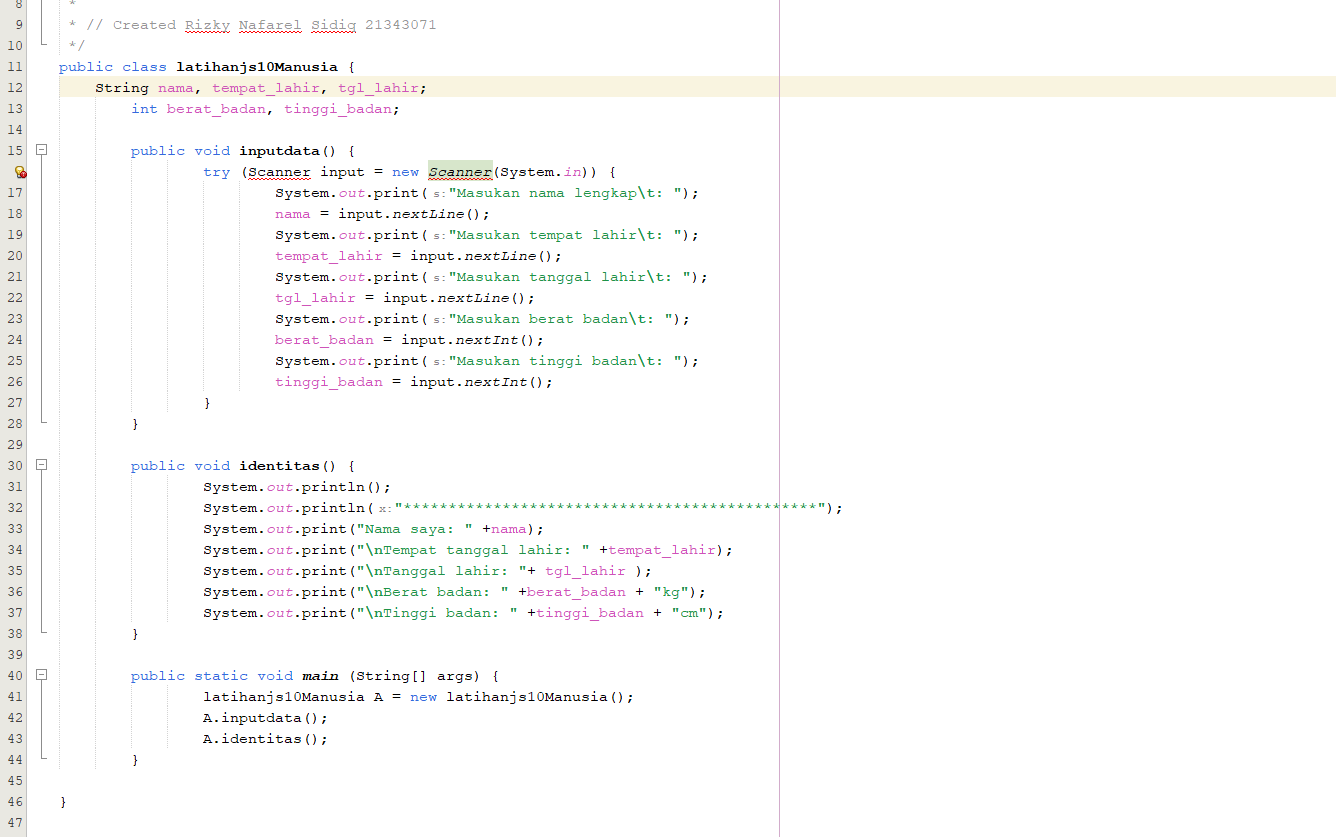 8 *
9 * // Created Rizky Nafarel Sidiq 21343071
10 */
11 public class latihanjs10Manusia {
12 String nama, tempat_lahir, tgl_lahir;
13 int berat_badan, tinggi_badan;
14
15 public void inputdata() {
try (Scanner input = new Scanner(System.in)) {
17 System.out.print( s:"Masukan nama lengkap\t: ");
18 nama = input.nextLine();
19 System.out.print( s:"Masukan tempat lahir\t: ");
20 tempat_lahir = input.nextLine();
21 System.out.print( s:"Masukan tanggal lahir\t: ");
22 tgl_lahir = input.nextLine();
23 System.out.print( s:"Masukan berat badan\t: ");
24 berat_badan = input.nextInt();
25 System.out.print( s:"Masukan tinggi badan\t: ");
26 tinggi_badan = input.nextInt();
27 }
28 }
29
30 public void identitas() {
31 System.out.println();
32 System.out.println( x:"**********************************************");
33 System.out.print("Nama saya: " +nama);
34 System.out.print("\nTempat tanggal lahir: " +tempat_lahir);
35 System.out.print("\nTanggal lahir: "+ tgl_lahir );
36 System.out.print("\nBerat badan: " +berat_badan + "kg");
37 System.out.print("\nTinggi badan: " +tinggi_badan + "cm");
38 }
39
40 public static void main (String[] args) {
41 latihanjs10Manusia A = new latihanjs10Manusia();
42 A.inputdata();
43 A.identitas();
44 }
45
46 }
47